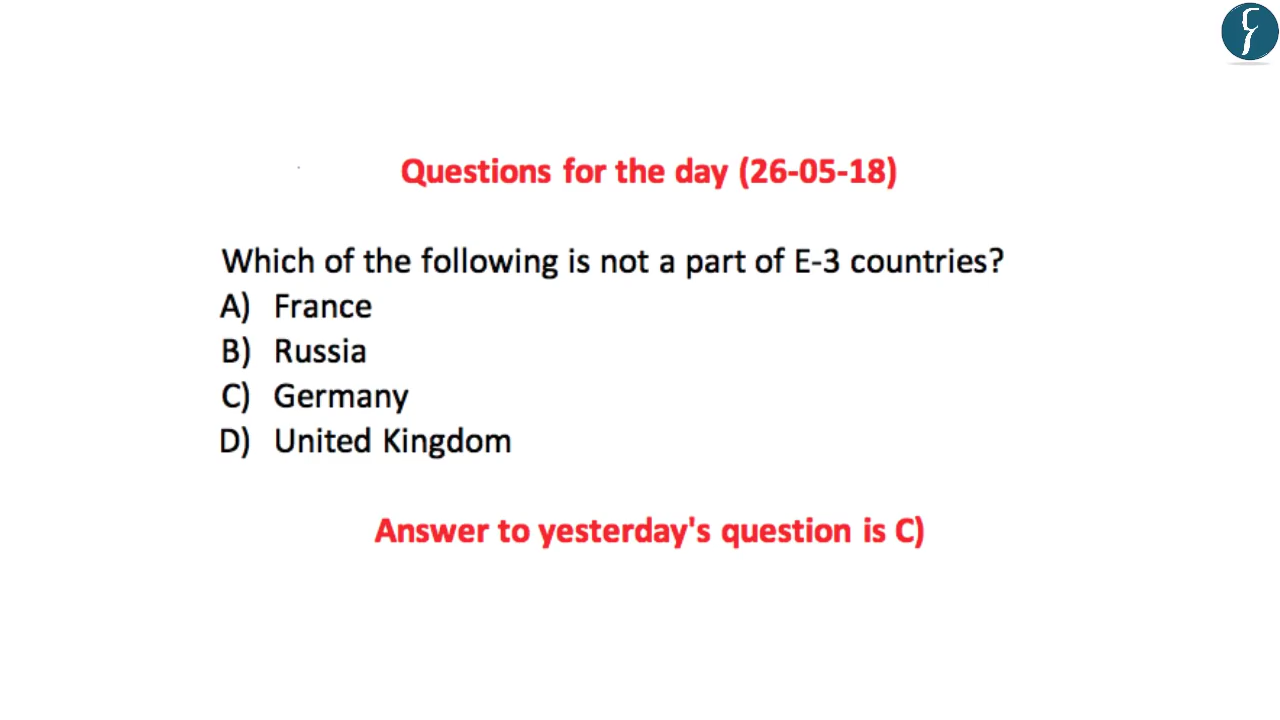 Questions for the day (26-05-18)
Which of the following is not a part of E-3 countries?
A) France
B) Russia
C) Germany
D) United Kingdom
Answer to yesterday's question is C)